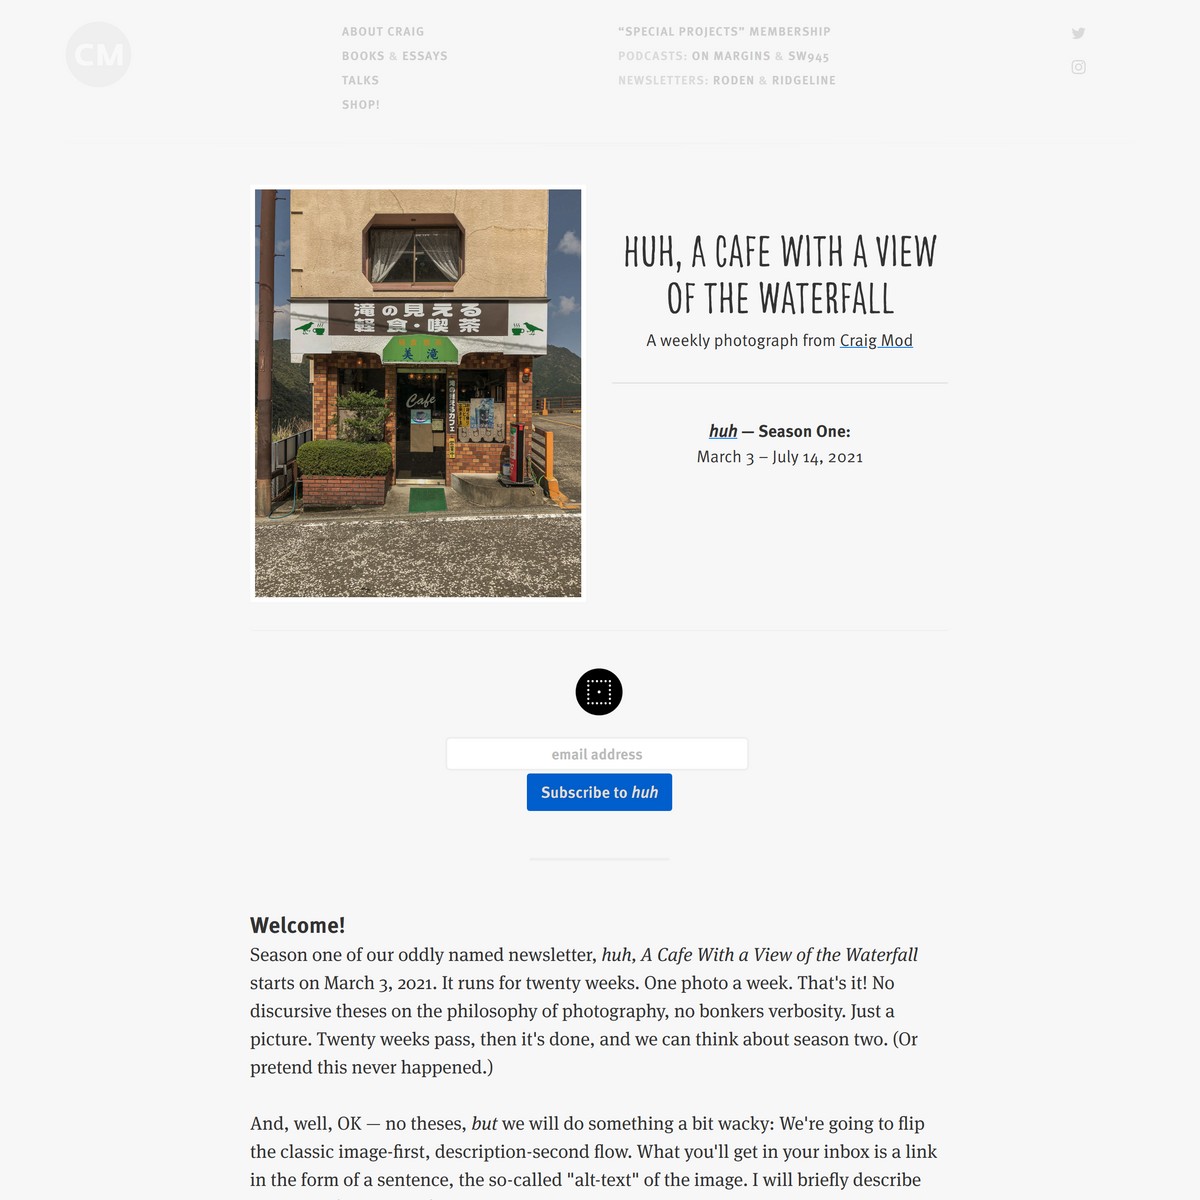 CM
ABOUT CRAIG
BOOKS & ESSAYS
TALKS
SHOP!
“SPECIAL PROJECTS” MEMBERSHIP
PODCASTS: ON MARGINS & SW945
NEWSLETTERS: RODEN & RIDGELINE
滝の見える
軽食・喫茶
美滝
Cafe
滝の見えるカフェ
HUH, A CAFE WITH A VIEW
OF THE WATERFALL
A weekly photograph from Craig Mod
huh — Season One:
March 3 – July 14, 2021
email address
Subscribe to huh
Welcome!
Season one of our oddly named newsletter, huh, A Cafe With a View of the Waterfall
starts on March 3, 2021. It runs for twenty weeks. One photo a week. That's it! No
discursive theses on the philosophy of photography, no bonkers verbosity. Just a
picture. Twenty weeks pass, then it's done, and we can think about season two. (Or
pretend this never happened.)
And, well, OK — no theses, but we will do something a bit wacky: We're going to flip
the classic image-first, description-second flow. What you'll get in your inbox is a link
in the form of a sentence, the so-called "alt-text" of the image. I will briefly describe